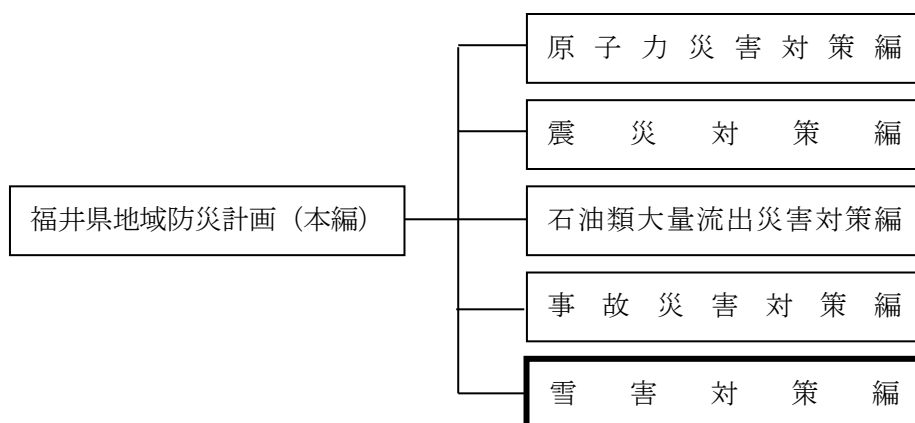 原子力災害対策編
震災対策編
福井県地域防災計画（本編）
石油類大量流出災害対策編
事故災害対策編
雪害対策編